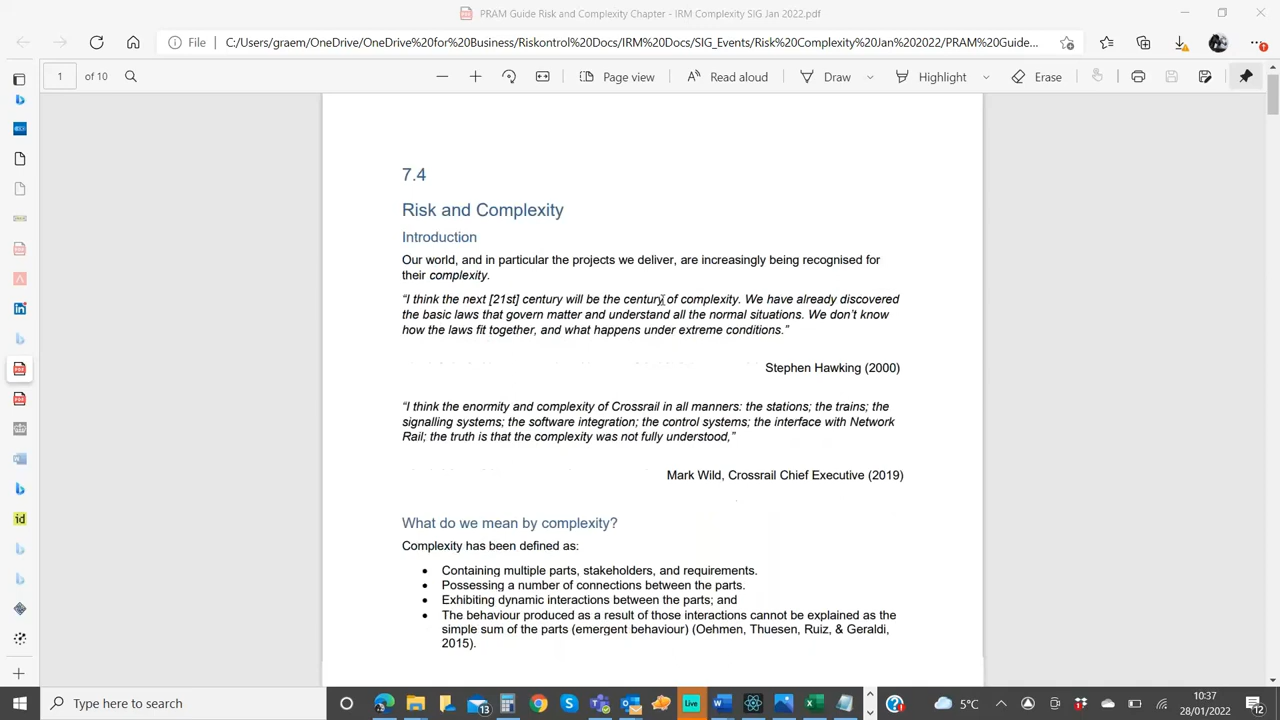 PRAM Guide Risk and Complexity Chapter - IRM Complexity SIG Jan 2022.pdf
File C:/Users/graem/OneDrive/OneDrive%20for%20Business/Riskontrol%20Docs/IRM%20Docs/SIG_Events/Risk%20Complexity%20Jan%202022/PRAM%20Guide...
1 of 10 Page view Read aloud Draw Highlight Erase
7.4
Risk and Complexity
Introduction
Our world, and in particular the projects we deliver, are increasingly being recognised for
their complexity.
“I think the next [21st] century will be the century of complexity. We have already discovered
the basic laws that govern matter and understand all the normal situations. We don’t know
how the laws fit together, and what happens under extreme conditions.”
Stephen Hawking (2000)
“I think the enormity and complexity of Crossrail in all manners: the stations; the trains; the
signalling systems; the software integration; the control systems; the interface with Network
Rail; the truth is that the complexity was not fully understood,”
Mark Wild, Crossrail Chief Executive (2019)
What do we mean by complexity?
Complexity has been defined as:
• Containing multiple parts, stakeholders, and requirements.
• Possessing a number of connections between the parts.
• Exhibiting dynamic interactions between the parts; and
• The behaviour produced as a result of those interactions cannot be explained as the
simple sum of the parts (emergent behaviour) (Oehmen, Thuesen, Ruiz, & Geraldi,
2015).
Type here to search
13
Live
5°C
10:37
28/01/2022
12